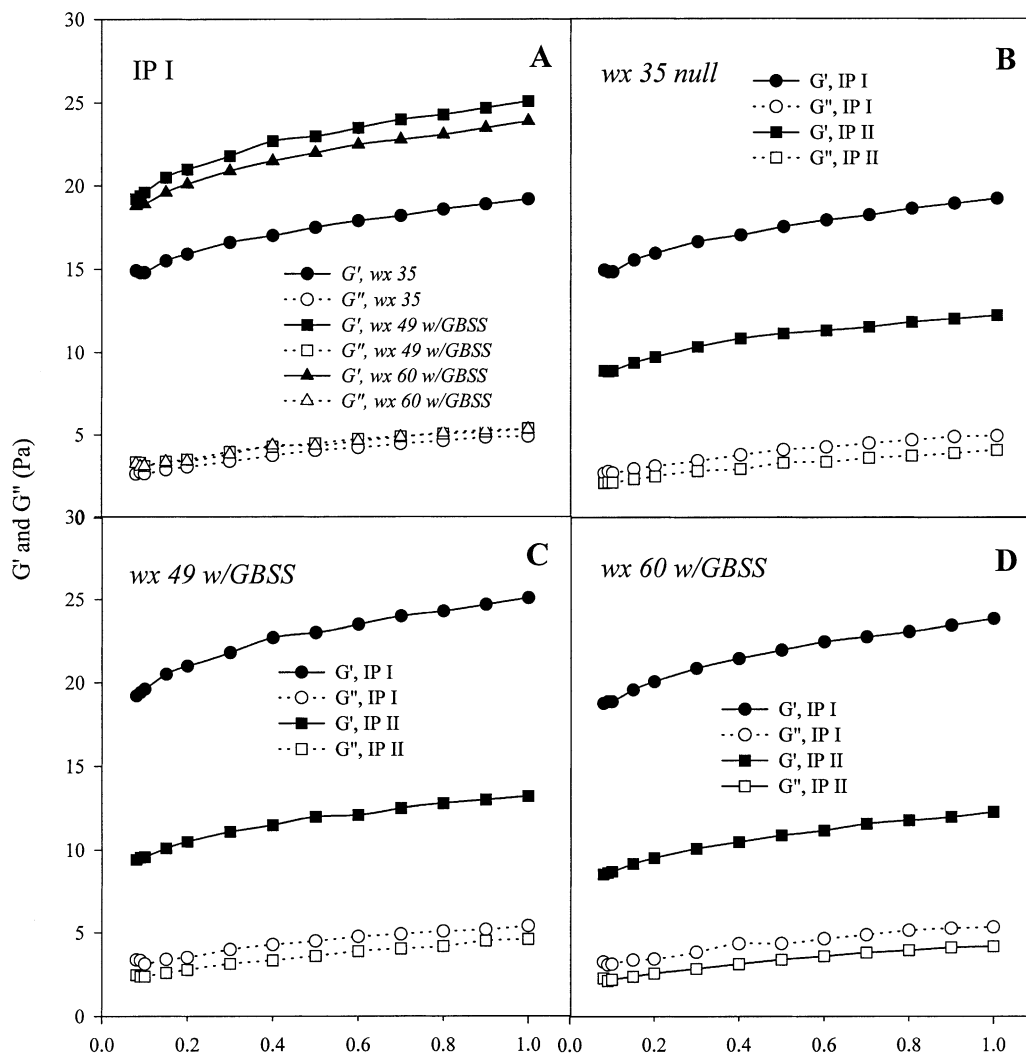 30
IP I
A
25
20
15
10
5
0
G', wx 35
G", wx 35
G', wx 49 w/GBSS
G", wx 49 w/GBSS
G', wx 60 w/GBSS
G", wx 60 w/GBSS
wx 35 null
B
G', IP I
G", IP I
G', IP II
G", IP II
G' and G" (Pa)
30
wx 49 w/GBSS
C
25
20
15
10
5
0
G', IP I
G", IP I
G', IP II
G", IP II
0.0 0.2 0.4 0.6 0.8 1.0
wx 60 w/GBSS
D
G', IP I
G", IP I
G', IP II
G", IP II
0.0 0.2 0.4 0.6 0.8 1.0